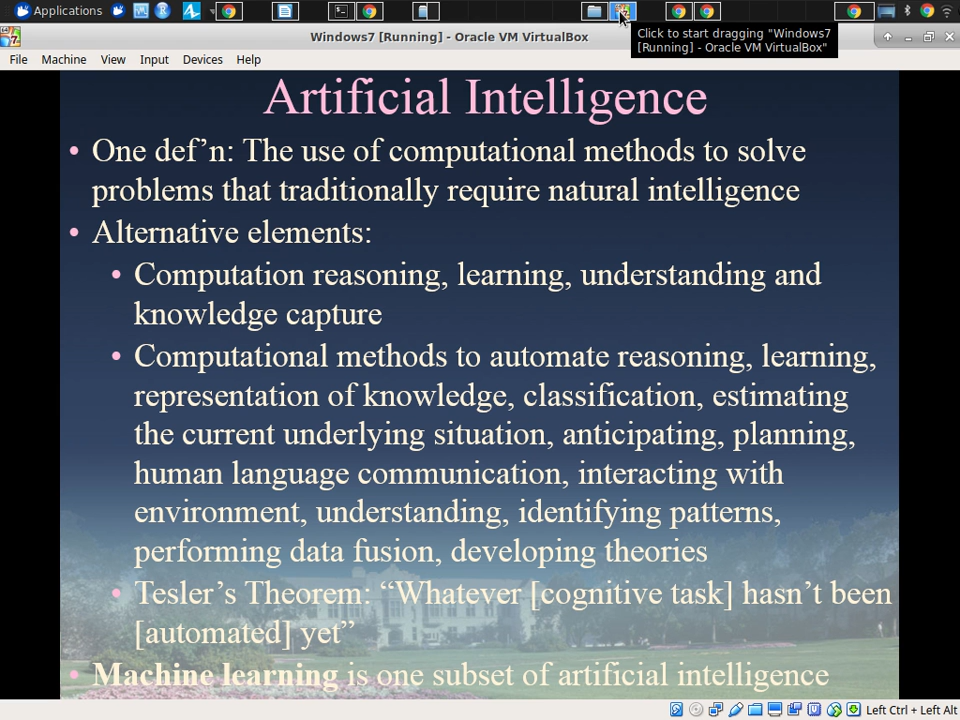 Applications
Click to start dragging "Windows7
[Running] - Oracle VM VirtualBox"
Windows7 [Running] - Oracle VM VirtualBox
File Machine View Input Devices Help
Artificial Intelligence
• One def’n: The use of computational methods to solve
problems that traditionally require natural intelligence
• Alternative elements:
• Computation reasoning, learning, understanding and
knowledge capture
• Computational methods to automate reasoning, learning,
representation of knowledge, classification, estimating
the current underlying situation, anticipating, planning,
human language communication, interacting with
environment, understanding, identifying patterns,
performing data fusion, developing theories
• Tesler’s Theorem: “Whatever [cognitive task] hasn’t been
[automated] yet”
• Machine learning is one subset of artificial intelligence
Left Ctrl + Left Alt